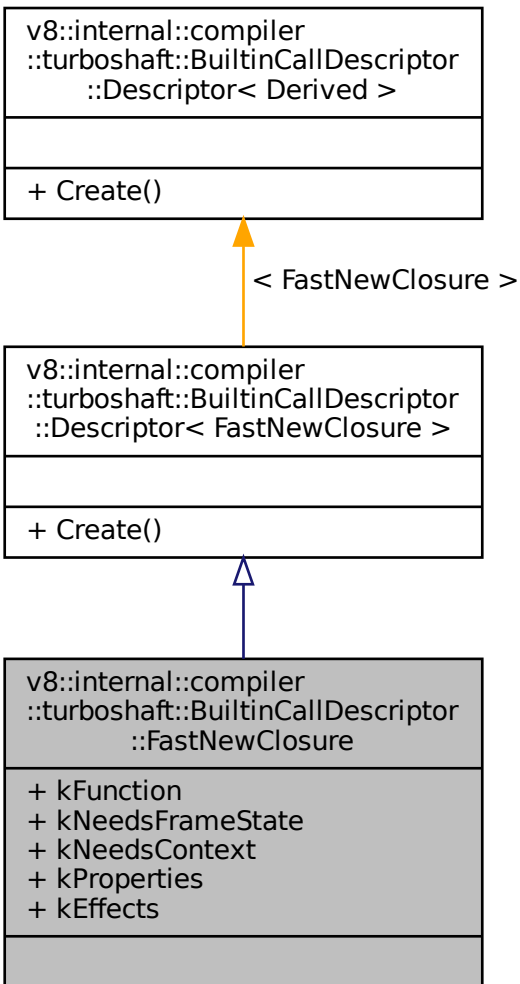 v8::internal::compiler
::turboshaft::BuiltinCallDescriptor
::Descriptor< Derived >
+ Create()
< FastNewClosure >
v8::internal::compiler
::turboshaft::BuiltinCallDescriptor
::Descriptor< FastNewClosure >
+ Create()
v8::internal::compiler
::turboshaft::BuiltinCallDescriptor
::FastNewClosure
+ kFunction
+ kNeedsFrameState
+ kNeedsContext
+ kProperties
+ kEffects